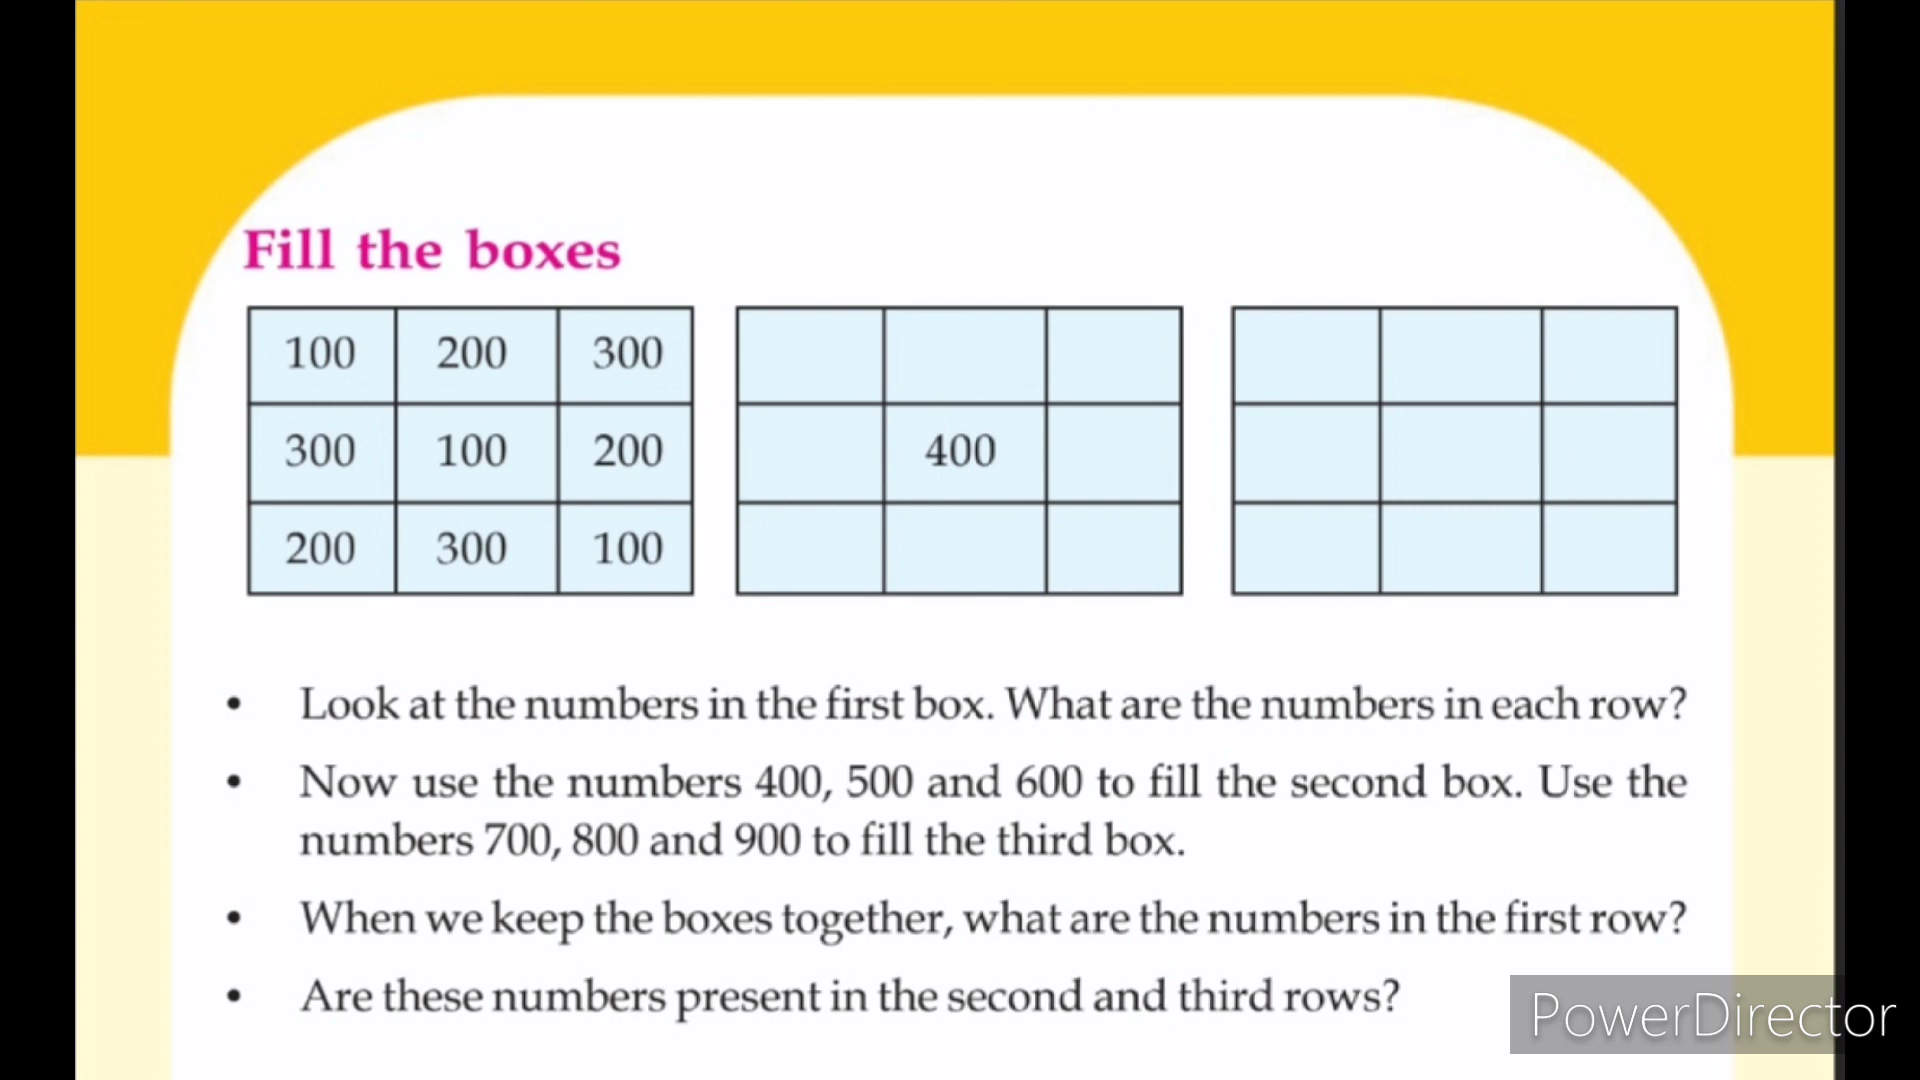 Fill the boxes
100 200 300
300 100 200 400
200 300 100
• Look at the numbers in the first box. What are the numbers in each row?
• Now use the numbers 400, 500 and 600 to fill the second box. Use the
numbers 700, 800 and 900 to fill the third box.
• When we keep the boxes together, what are the numbers in the first row?
• Are these numbers present in the second and third rows?
PowerDirector